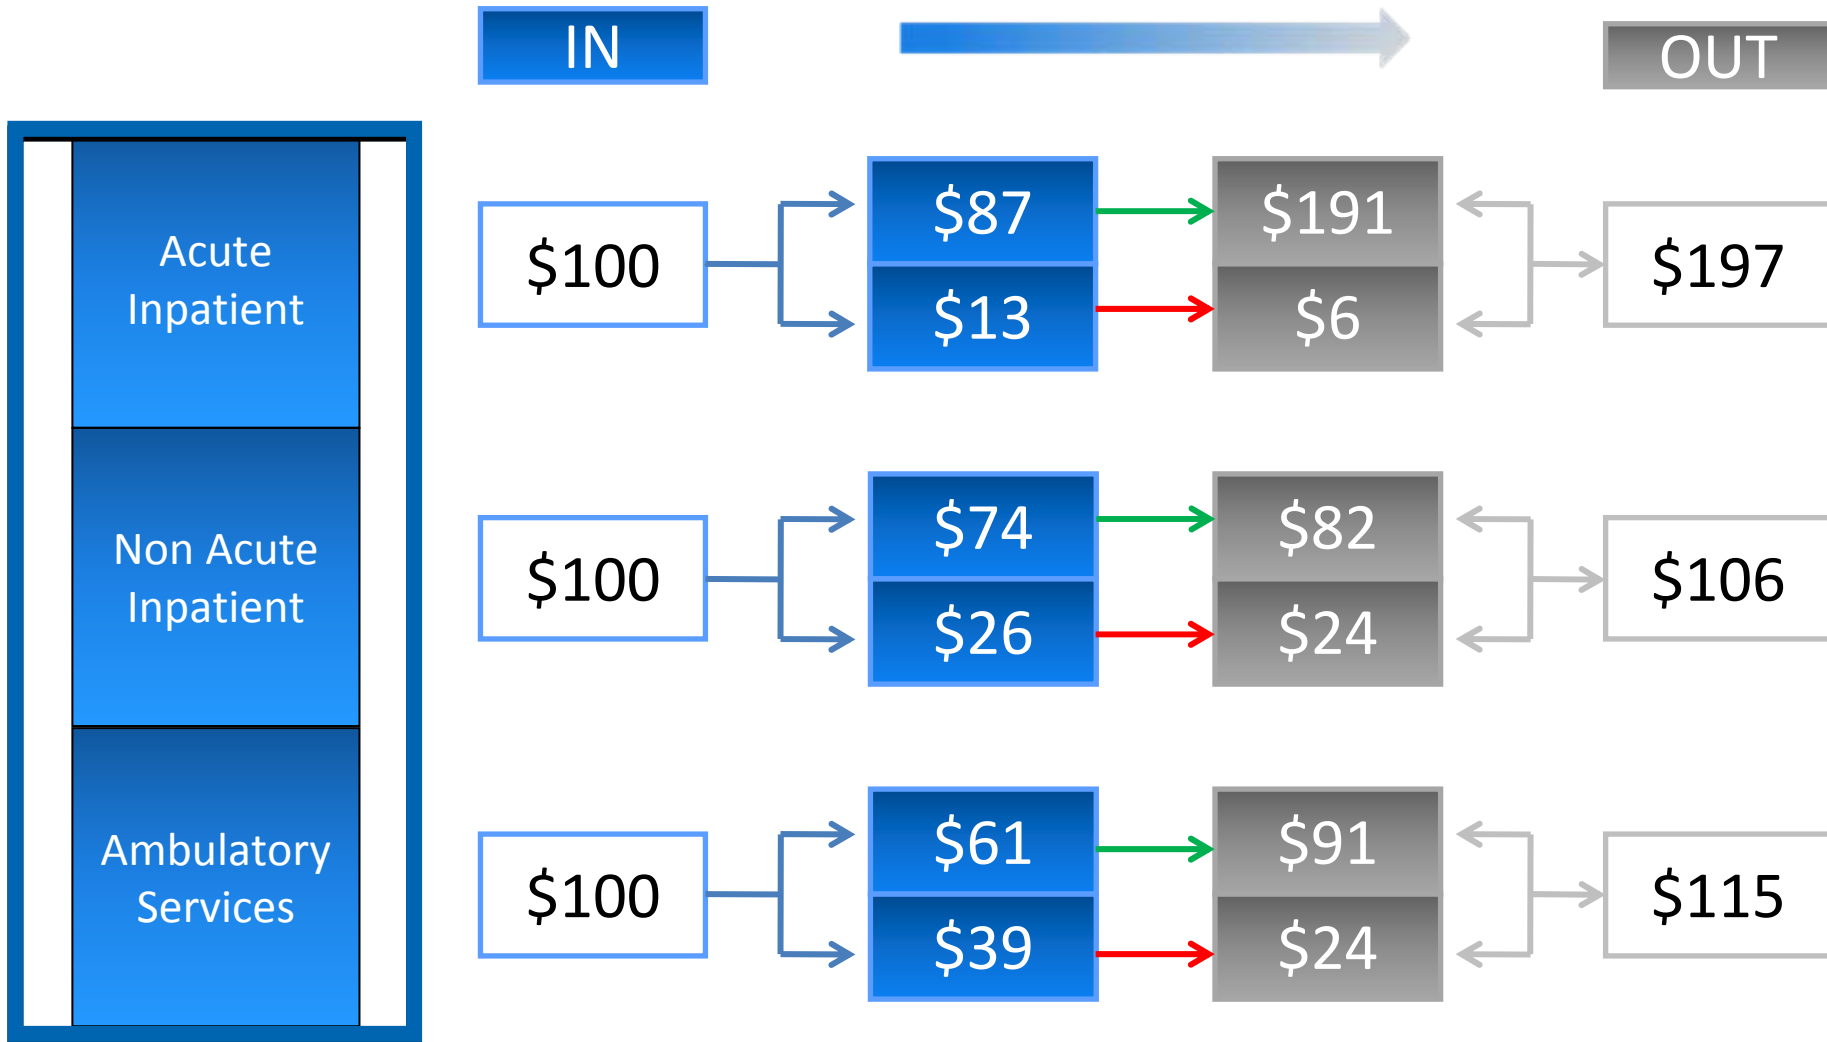 IN
OUT
Acute
Inpatient
$100
$87
$13
$191
$6
$197
Non Acute
Inpatient
$100
$74
$26
$82
$24
$106
Ambulatory
Services
$100
$61
$39
$91
$24
$115